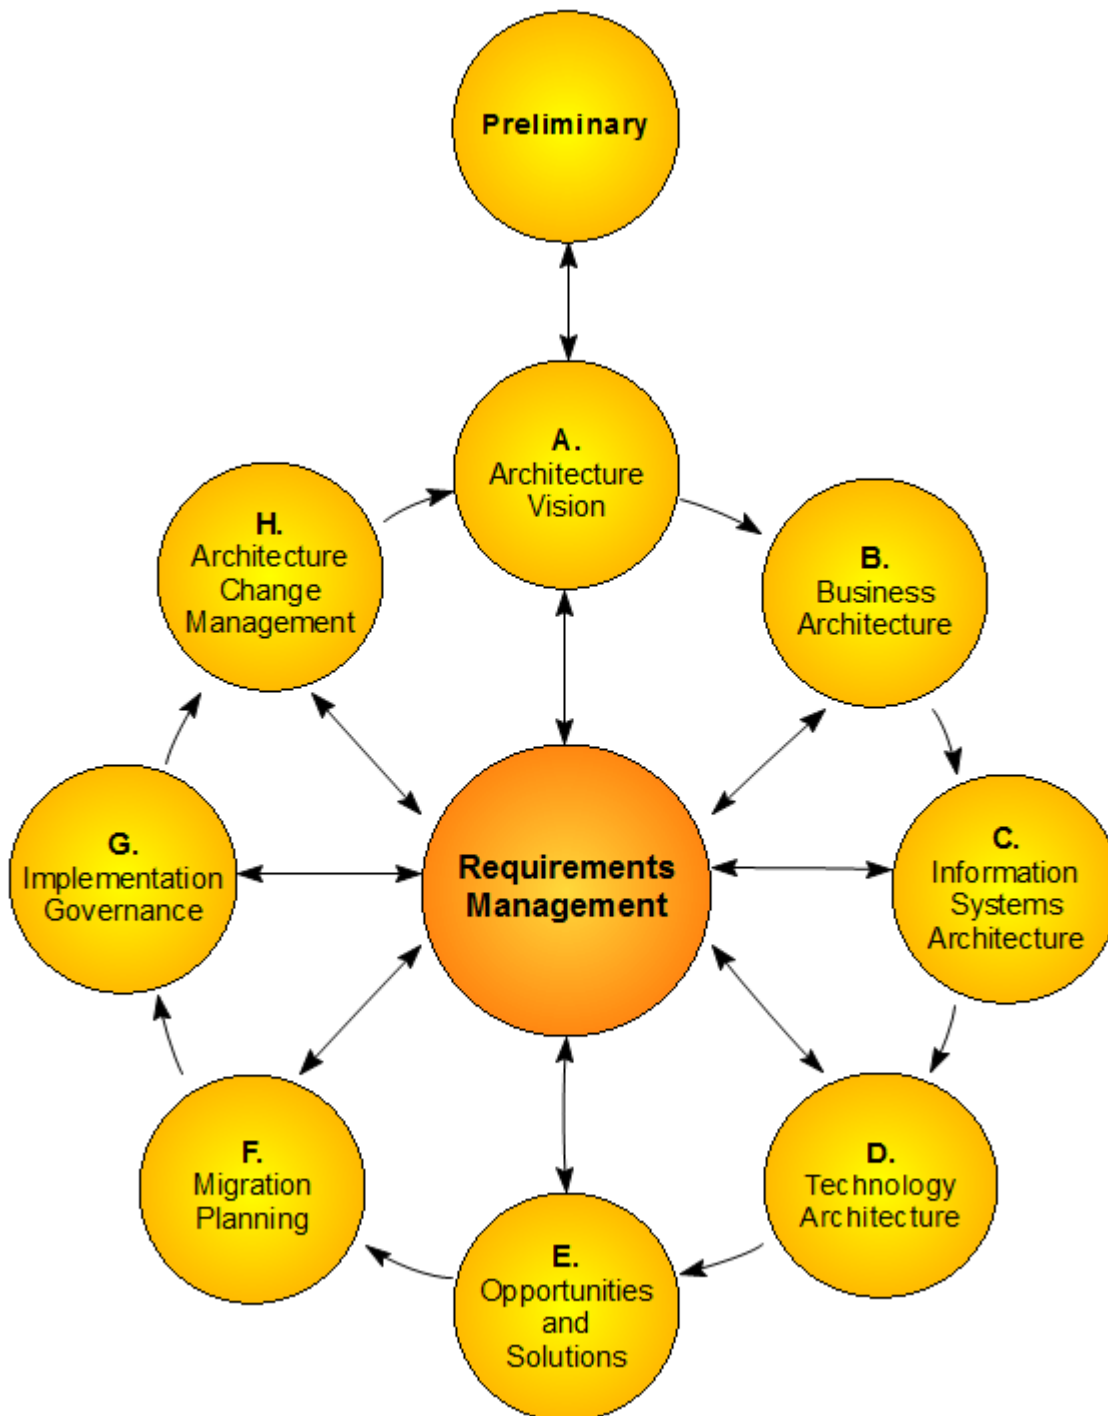 Preliminary
A.
Architecture
Vision
B.
Business
Architecture
C.
Information
Systems
Architecture
D.
Technology
Architecture
E.
Opportunities
and
Solutions
F.
Migration
Planning
G.
Implementation
Governance
H.
Architecture
Change
Management
Requirements
Management